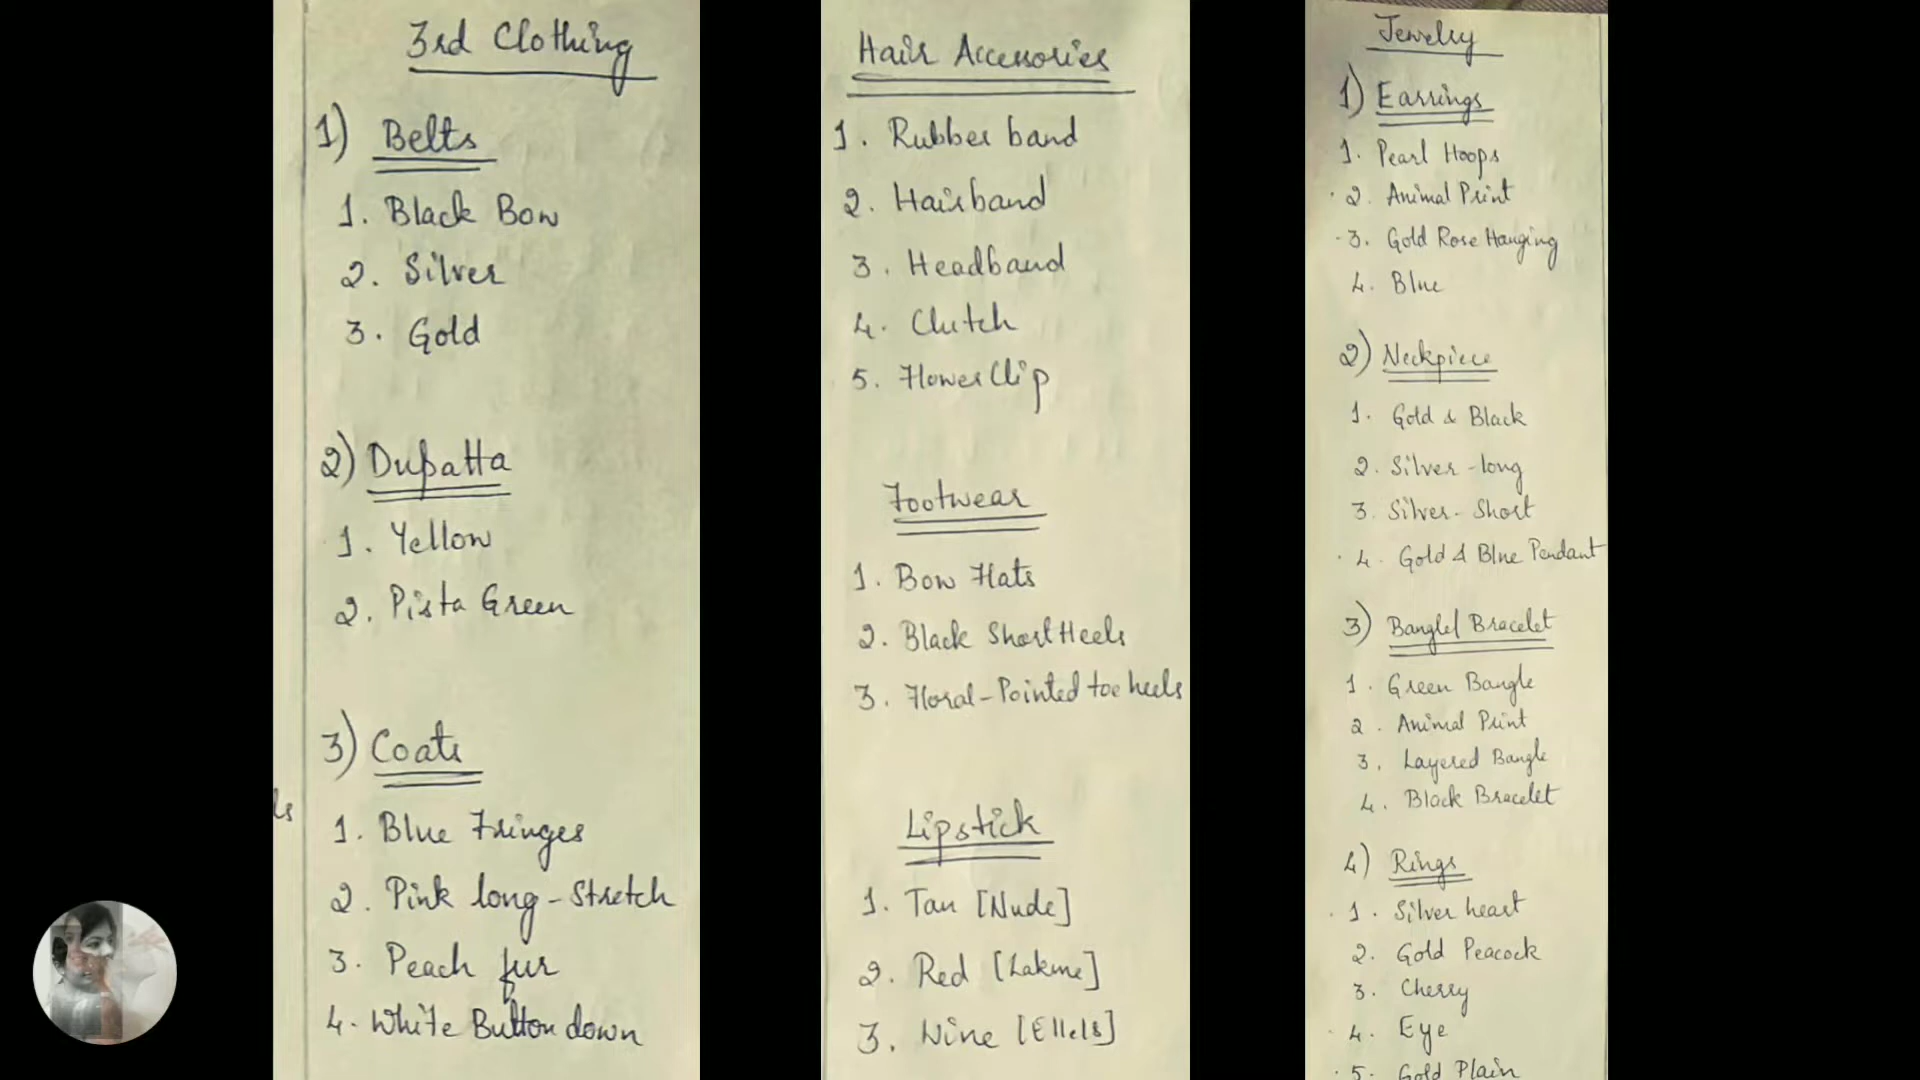 3rd Clothing
1) Belts
1. Black Bow
2. Silver
3. Gold
2) Dupatta
1. Yellow
2. Pista Green
3) Coats
1. Blue Fringes
2. Pink long - Stretch
3. Peach fur
4. White Button down
Hair Accessories
1. Rubber band
2. Hairband
3. Headband
4. Clutch
5. Flower Clip
Footwear
1. Bow Flats
2. Black Short Heels
3. Floral - Pointed toe heels
Lipstick
1. Tan [Nude]
2. Red [Lakme]
3. Wine
Jewelry
1) Earrings
1. Pearl Hoops
2. Animal Print
3. Gold Rose Hanging
4. Blue
2) Neckpiece
1. Gold & Black
2. Silver - long
3. Silver - Short
4. Gold & Blue Pendant
3) Bangle/ Bracelet
1. Green Bangle
2. Animal Print
3. Layered Bangle
4. Black Bracelet
4) Rings
1. Silver heart
2. Gold Peacock
3. Cherry
4. Eye
5. Gold Plain